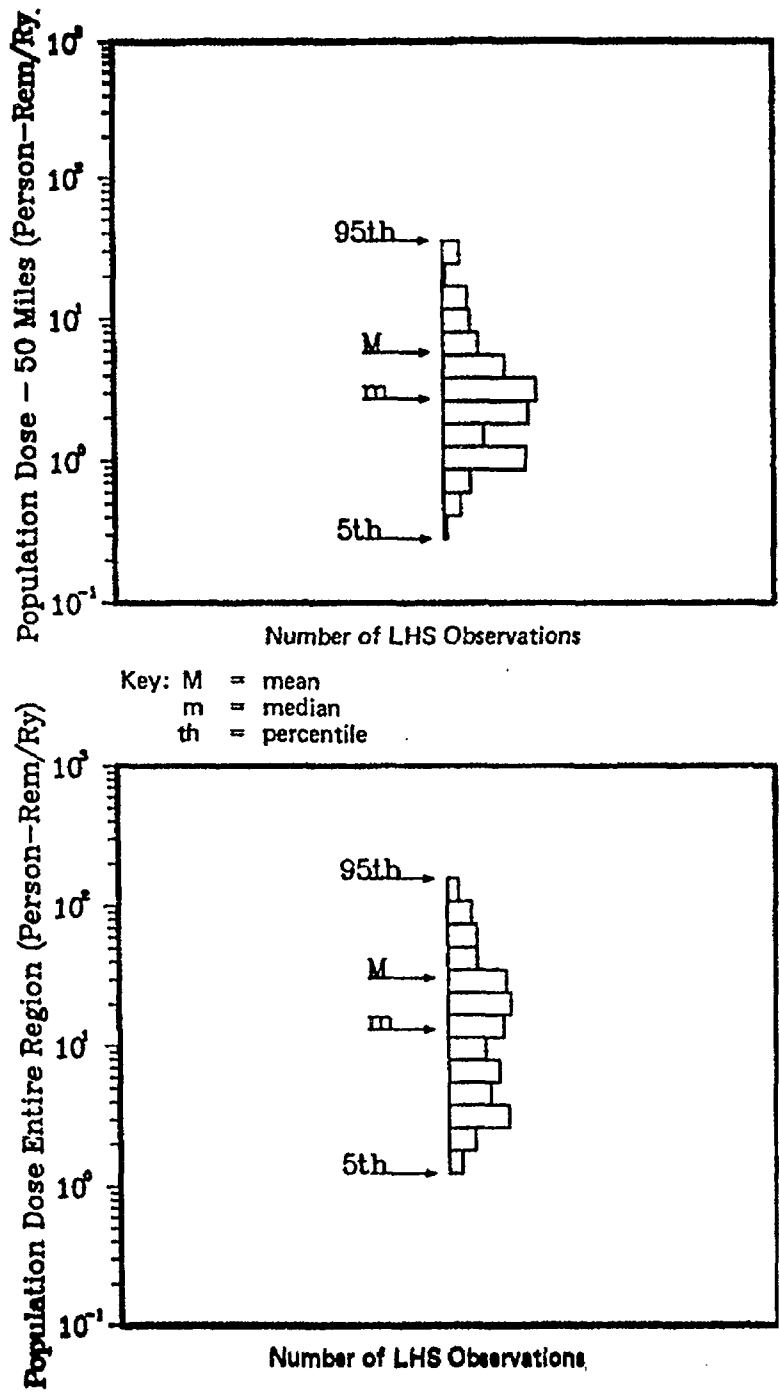 Population Dose – 50 Miles (Person–Rem/Ry.
10³
10²
10¹
10⁰
10⁻¹
95th
M
m
5th
Number of LHS Observations
Key: M = mean
m = median
th = percentile
Population Dose Entire Region (Person–Rem/Ry)
10³
10²
10¹
10⁰
10⁻¹
95th
M
m
5th
Number of LHS Observations